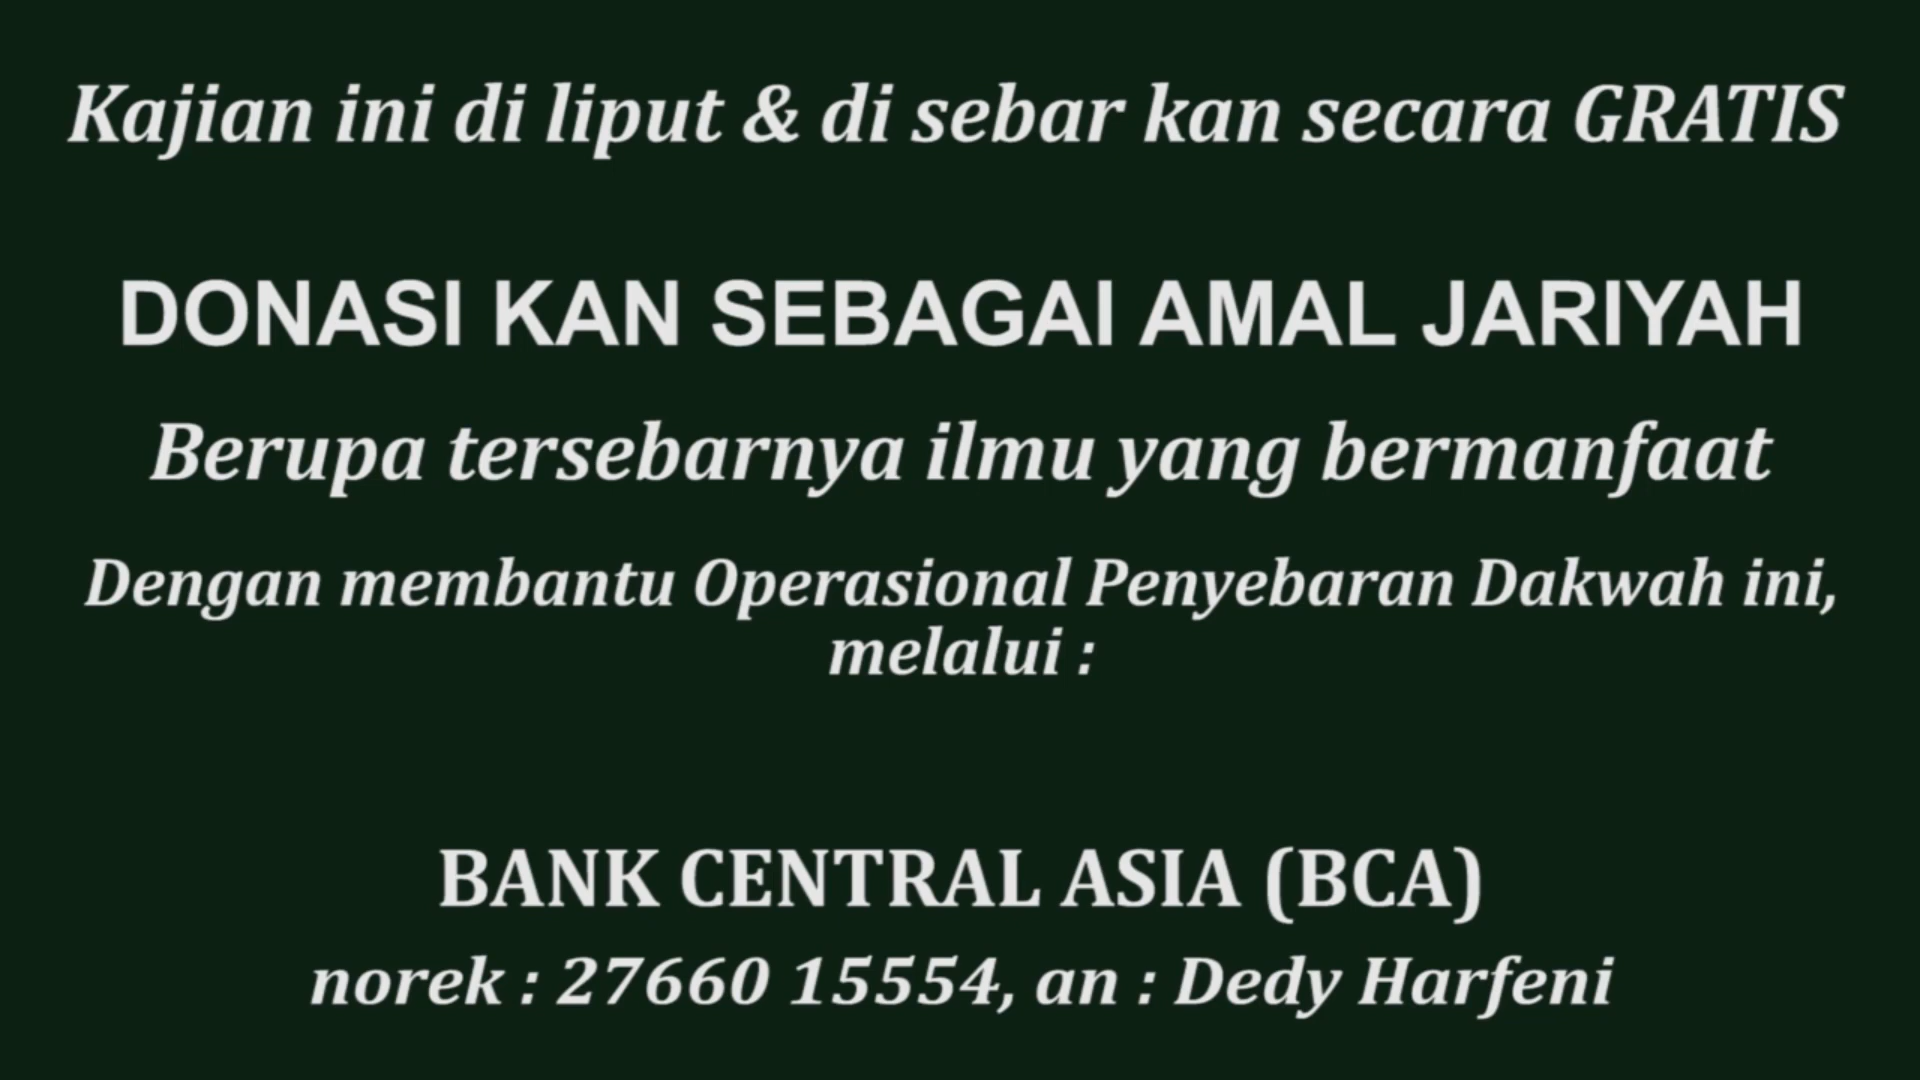 Kajian ini di liput & di sebar kan secara GRATIS
DONASI KAN SEBAGAI AMAL JARIYAH
Berupa tersebarnya ilmu yang bermanfaat
Dengan membantu Operasional Penyebaran Dakwah ini,
melalui :
BANK CENTRAL ASIA (BCA)
norek : 27660 15554, an : Dedy Harfeni